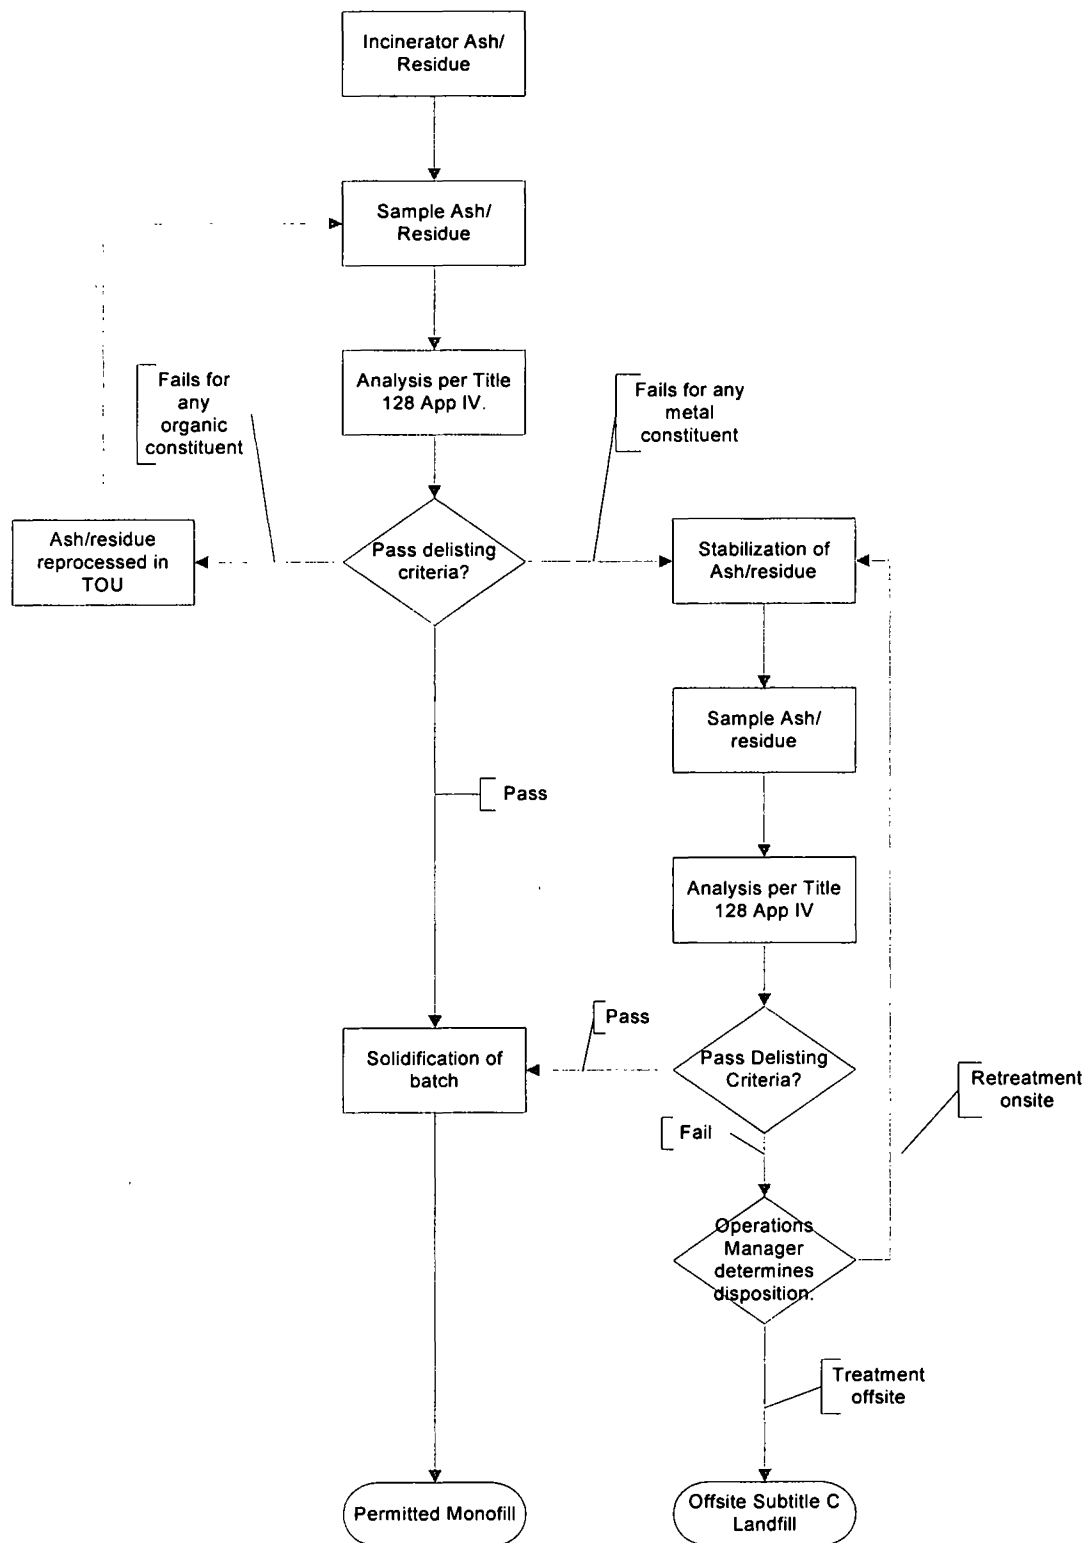 Incinerator Ash/
Residue
Sample Ash/
Residue
Analysis per Title
128 App IV.
Fails for
any
organic
constituent
Fails for any
metal
constituent
Ash/residue
reprocessed in
TOU
Pass delisting
criteria?
Stabilization of
Ash/residue
Sample Ash/
residue
Pass
Analysis per Title
128 App IV
Pass
Solidification of
batch
Pass Delisting
Criteria?
Retreatment
onsite
Fail
Operations
Manager
determines
disposition.
Treatment
offsite
Permitted Monofill
Offsite Subtitle C
Landfill